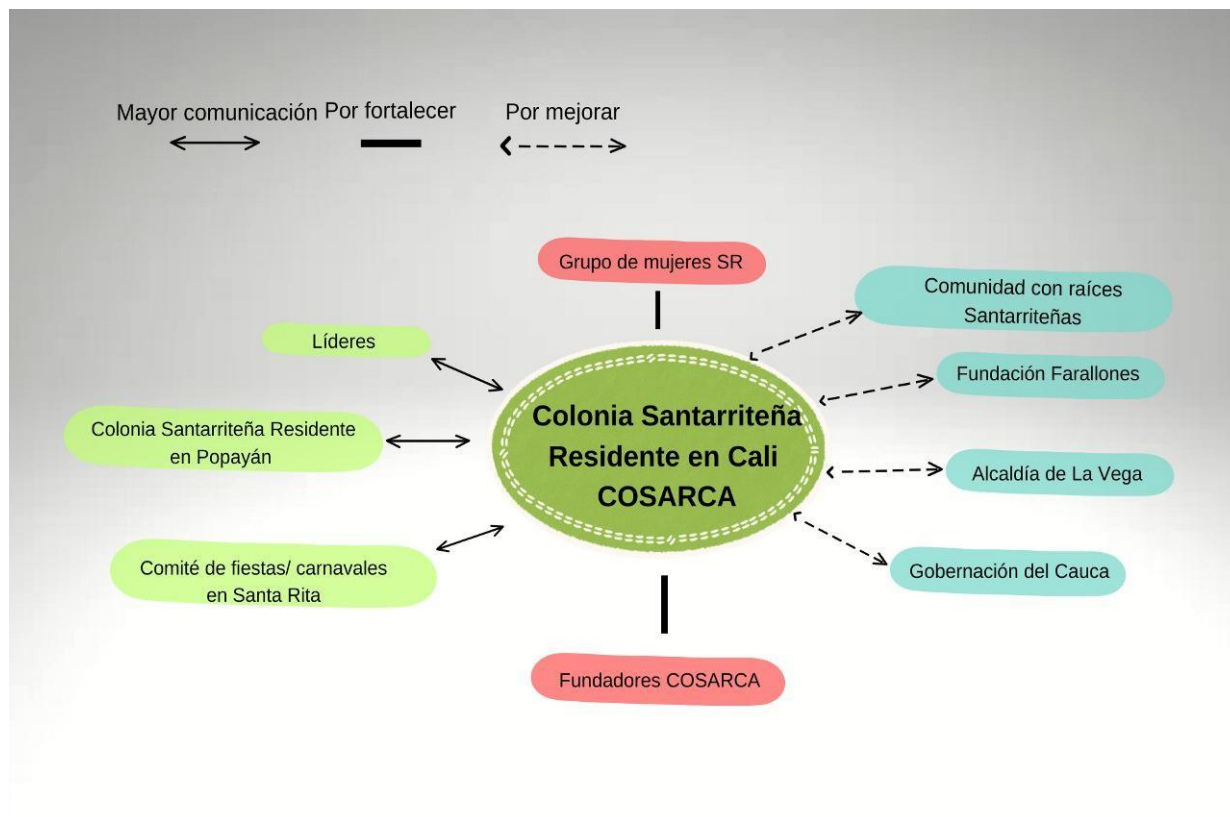 Mayor comunicación
Por fortalecer
Por mejorar
Grupo de mujeres SR
Comunidad con raíces
Santarriteñas
Líderes
Fundación Farallones
Colonia Santarriteña Residente
en Popayán
Colonia Santarriteña
Residente en Cali
COSARCA
Alcaldía de La Vega
Comité de fiestas/ carnavales
en Santa Rita
Gobernación del Cauca
Fundadores COSARCA